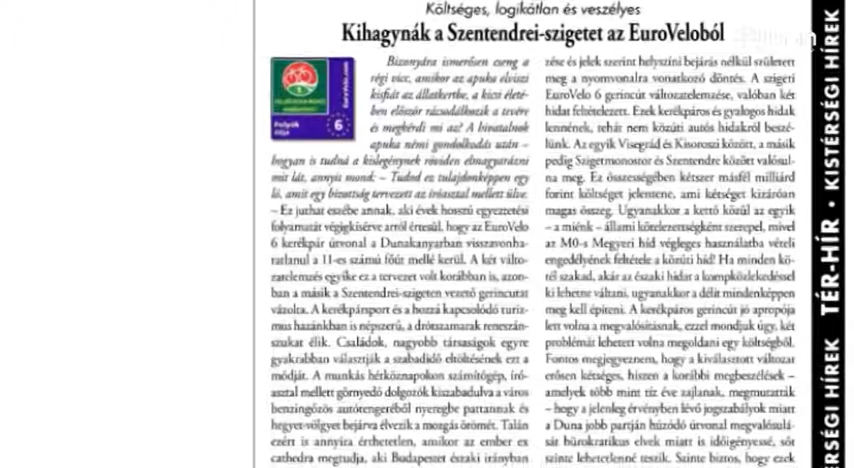 Költséges, logikátlan és veszélyes
Kihagynák a Szentendrei-szigetet az EuroVeloból
Bizonyára ismerősen cseng a
régi vicc, amikor az apuka elviszi
kisfiát az állatkertbe, a kicsi életé-
ben először rácsodálkozik a tevére
és megkérdi mi az? A hivatalnok
apuka némi gondolkodás után –
hogyan is tudná a kislegénynek röviden elmagyarázni
mit lát, annyit mond: – Tudod ez tulajdonképpen egy
ló, amit egy bizottság tervezett az íróasztal mellett ülve.
– Ez juthat eszébe annak, aki évek hosszú egyeztetési
folyamatát végigkísérve arról értesül, hogy az EuroVelo
6 kerékpár útvonal a Dunakanyarban visszavonha-
tatlanul a 11-es számú főút mellé kerül. A két válto-
zatelemzés egyike ez a tervezet volt korábban is, azon-
ban a másik a Szentendrei-szigeten vezető gerincutat
vázolta. A kerékpársport és a hozzá kapcsolódó turiz-
mus hazánkban is népszerű, a drótszamarak reneszán-
szukat élik. Családok, nagyobb társaságok egyre
gyakrabban választják a szabadidő eltöltésének ezt a
módját. A munkás hétköznapokon számítógép, író-
asztal mellett görnyedő dolgozók kiszabadulva a város
benzingőzös autórengetegéből nyeregbe pattannak és
hegyet-völgyet bejárva élvezik a mozgás örömét. Talán
ezért is annyira érthetetlen, amikor az ember ex
cathedra megtudja, aki Budapestet északi irányban
zése és jelek szerint helyszíni bejárás nélkül született
meg a nyomvonalra vonatkozó döntés. A szigeti
EuroVelo 6 gerincút változatelemzése, valóban két
hidat feltételezett. Ezek kerékpáros és gyalogos hidak
lennének, tehát nem közúti autós hidakról beszé-
lünk. Az egyik Visegrád és Kisoroszi között, a másik
pedig Szigetmonostor és Szentendre között valósul-
na meg. Ez összességében kétszer másfél milliárd
forint költséget jelentene, ami kétséget kizáróan
magas összeg. Ugyanakkor a kettő közül az egyik
– a miénk – állami kötelezettségként szerepel, mivel
az M0-s Megyeri híd végleges használatba vételi
engedélyének feltétele a közúti híd! Ha minden kö-
tél szakad, akár az északi hidat a kompközlekedéssel
ki lehetne váltani, ugyanakkor a délit mindenképpen
meg kell építeni. A kerékpáros gerincút jó apropója
lett volna a megvalósításnak, ezzel mondjuk úgy, két
problémát lehetett volna megoldani egy költségből.
Fontos megjegyeznem, hogy a kiválasztott változat
erősen kétséges, hiszen a korábbi megbeszélések –
amelyek több mint tíz éve zajlanak, megmutatták
– hogy a jelenleg érvényben lévő jogszabályok miatt
a Duna jobb partján húzódó útvonal megvalósulá-
sát bürokratikus elvek miatt is időigényessé, sőt
szinte lehetetlenné teszik. Szinte biztos, hogy ezek
EuroVelo.com
6
TÉR-HÍR • KISTÉRSÉGI HÍREK
ÉRSÉGI HÍREK